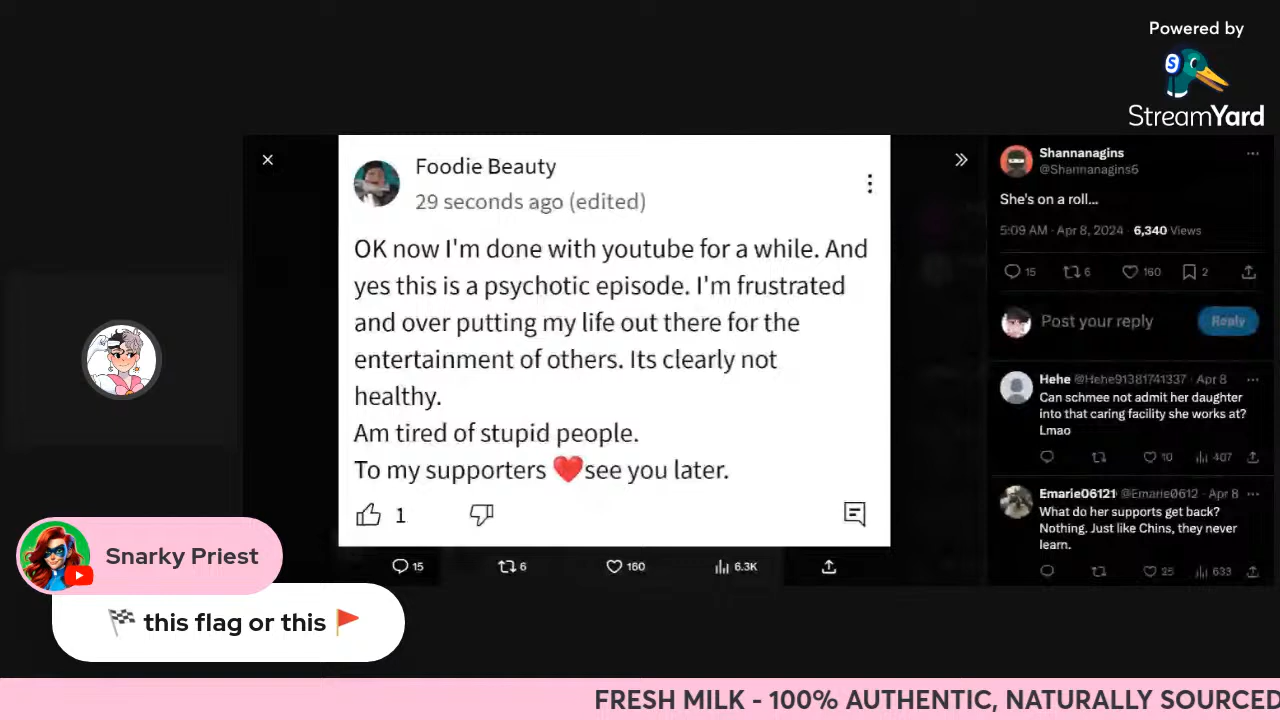 Powered by
S
StreamYard
Foodie Beauty
29 seconds ago (edited)
OK now I'm done with youtube for a while. And
yes this is a psychotic episode. I'm frustrated
and over putting my life out there for the
entertainment of others. Its clearly not
healthy.
Am tired of stupid people.
To my supporters ❤️see you later.
1
15
6
160
6.3K
Shannanagins
@Shannanagins6
She's on a roll...
5:09 AM · Apr 8, 2024 · 6,340 Views
15
6
160
2
Post your reply
Reply
Hehe @Hehe91381741337 · Apr 8
Can schmee not admit her daughter
into that caring facility she works at?
Lmao
10
407
Emarie06121 @Emarie0612 · Apr 8
What do her supports get back?
Nothing. Just like Chins, they never
learn.
25
633
Snarky Priest
🏁 this flag or this 🚩
FRESH MILK - 100% AUTHENTIC, NATURALLY SOURCED